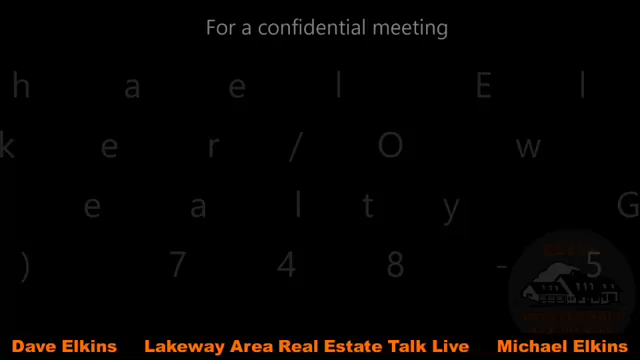 For a confidential meeting
h a e l E l
k e r / O w
e a l t y G
) 7 4 8 - 5
Dave Elkins Lakeway Area Real Estate Talk Live Michael Elkins